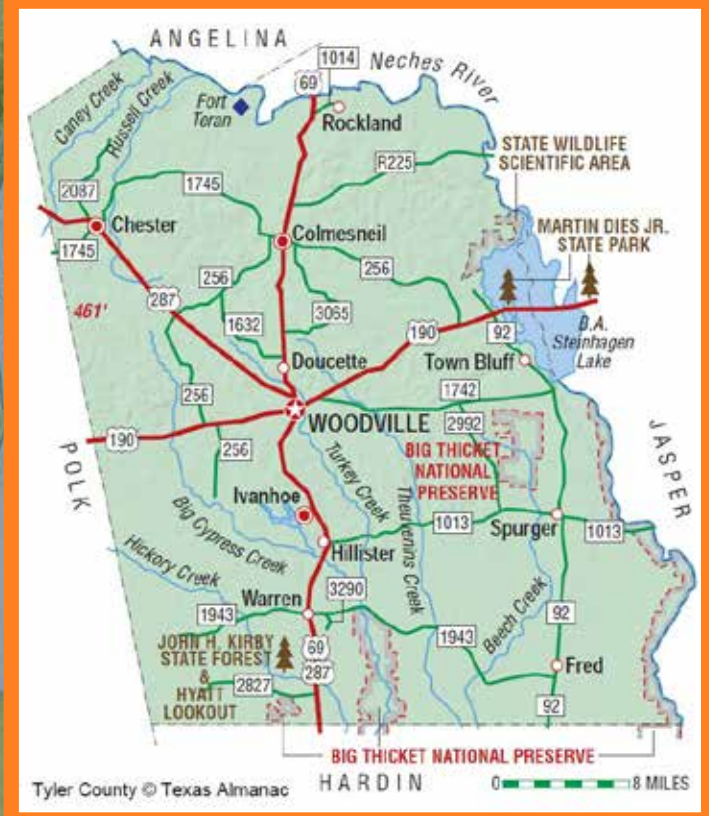 ANGELINA
1014
Neches River
69
Caney Creek
Russell Creek
Fort
Teran
Rockland
STATE WILDLIFE
SCIENTIFIC AREA
R225
2087
1745
Chester
Colmesneil
MARTIN DIES JR.
STATE PARK
1745
256
256
287
461'
1632
3065
190
92
B.A.
Steinhagen
Lake
Doucette
Town Bluff
256
1742
WOODVILLE
2992
190
256
BIG THICKET
NATIONAL
PRESERVE
POLK
JASPER
Turkey Creek
Theuvenins Creek
Ivanhoe
Big Cypress Creek
1013
Spurger
1013
Hillister
Hickory Creek
3290
Beech Creek
Warren
1943
1943
92
JOHN H. KIRBY
STATE FOREST
&
HYATT
LOOKOUT
69
287
Fred
2827
92
BIG THICKET NATIONAL PRESERVE
Tyler County © Texas Almanac
HARDIN
0 8 MILES